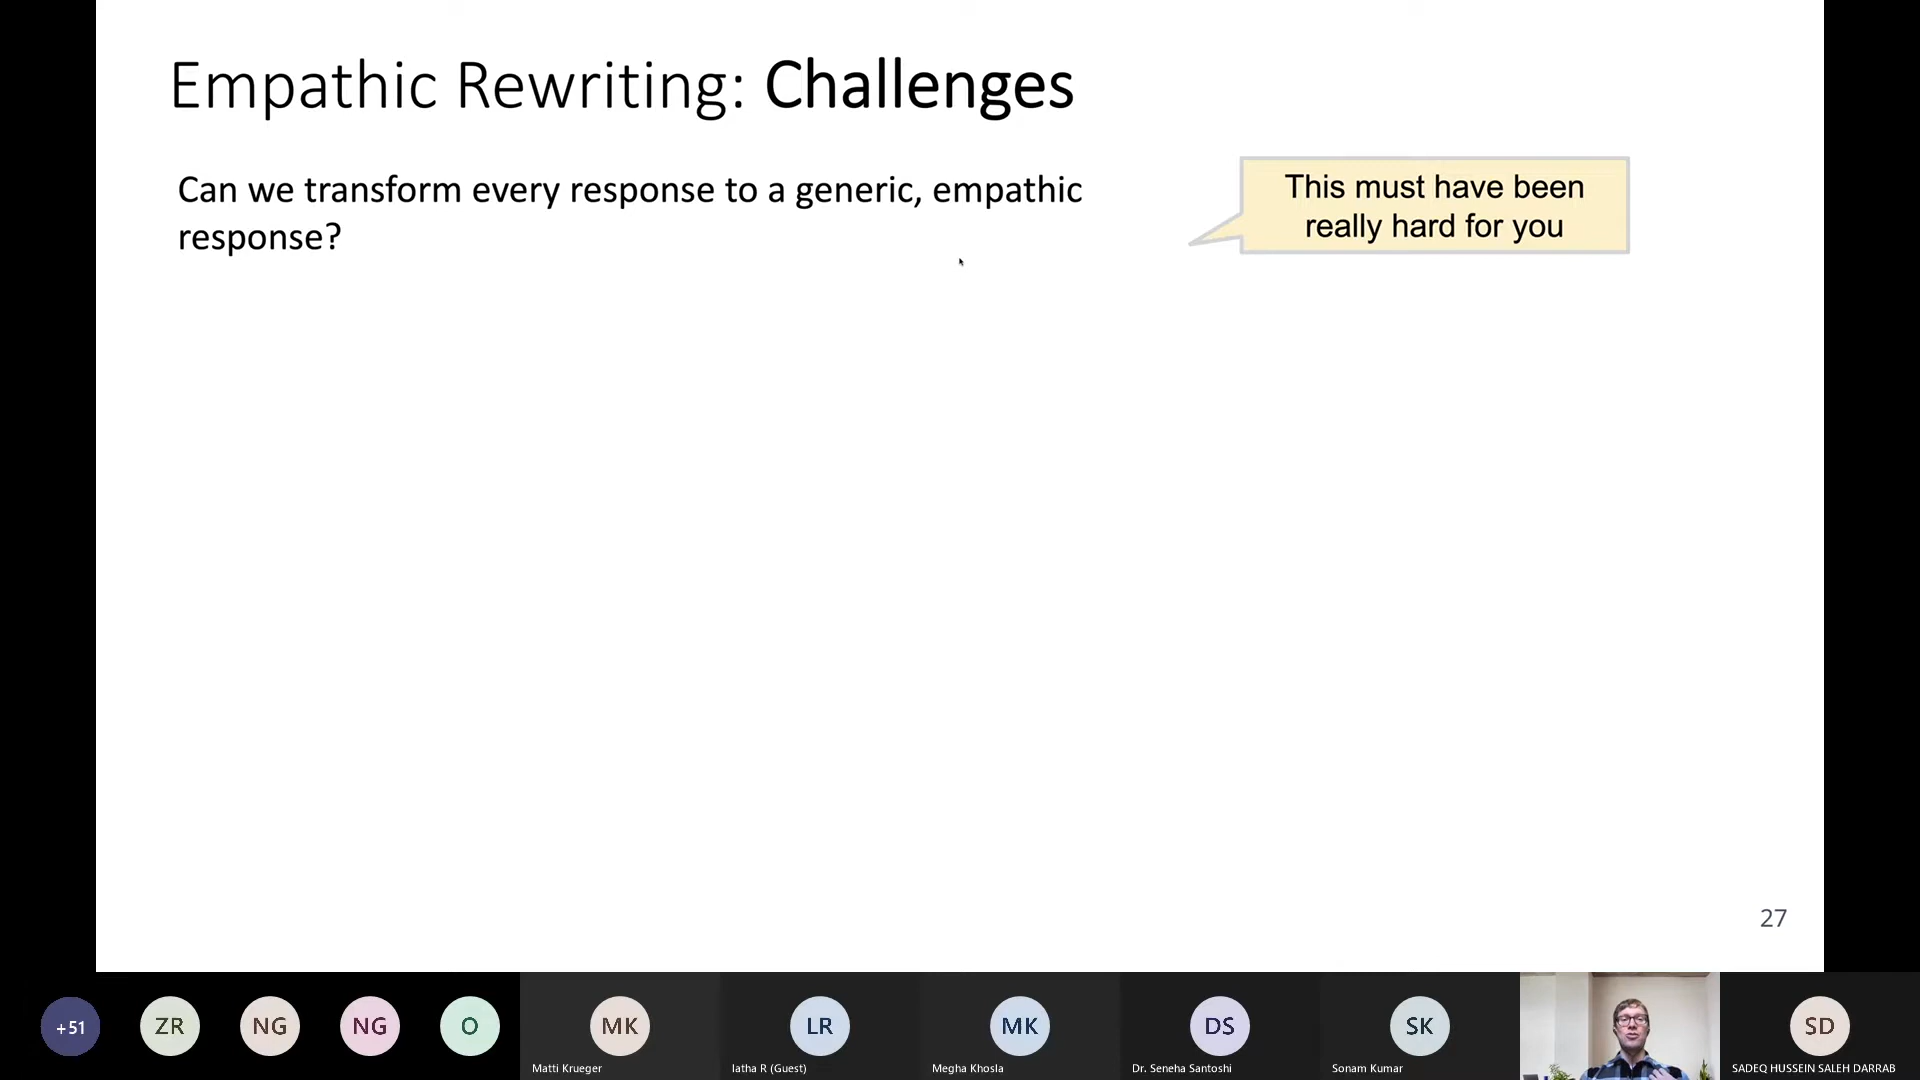 Empathic Rewriting: Challenges
Can we transform every response to a generic, empathic
response?
This must have been
really hard for you
27
+51
ZR
NG
NG
O
MK
LR
MK
DS
SK
SD
Matti Krueger
latha R (Guest)
Megha Khosla
Dr. Seneha Santoshi
Sonam Kumar
SADEQ HUSSEIN SALEH DARRAB